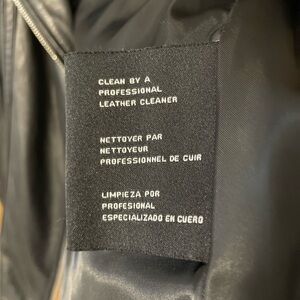 CLEAN BY A
PROFESSIONAL
LEATHER CLEANER
NETTOYER PAR
NETTOYEUR
PROFESSIONNEL DE CUIR
LIMPIEZA POR
PROFESIONAL
ESPECIALIZADO EN CUERO